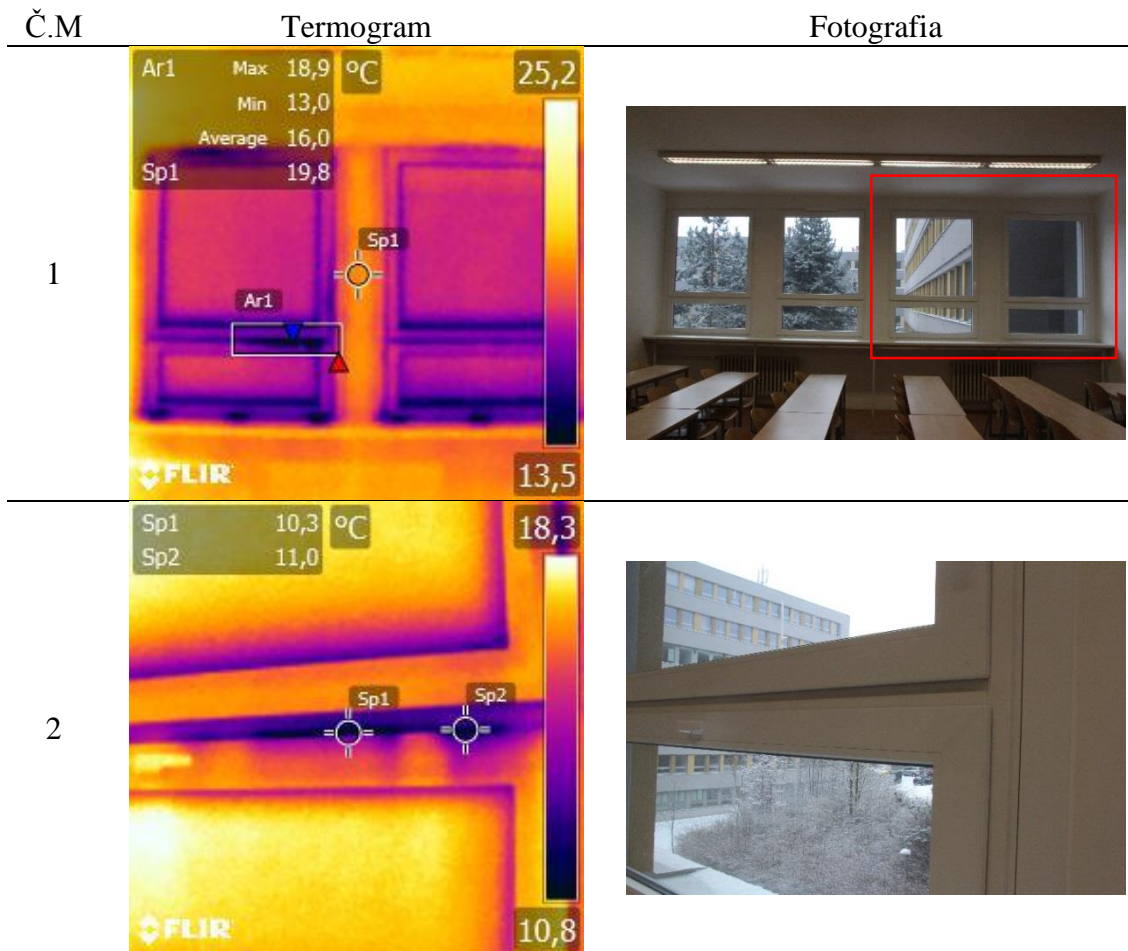 Č.M Termogram Fotografia
1
Ar1 Max 18,9 °C 25,2
Min 13,0
Average 16,0
Sp1 19,8
Sp1
Ar1
FLIR 13,5
2
Sp1 10,3 °C 18,3
Sp2 11,0
Sp1 Sp2
FLIR 10,8